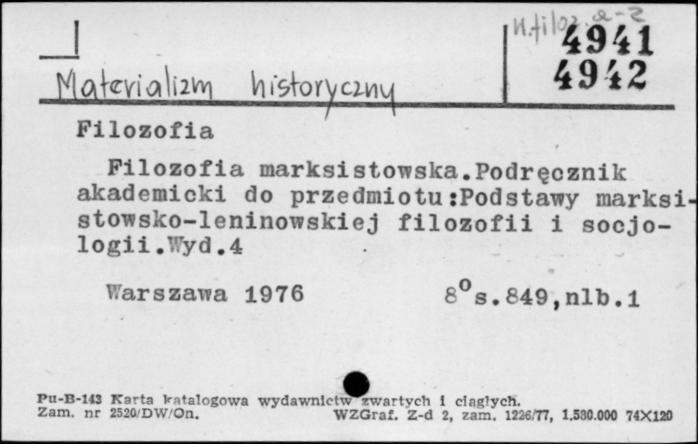 n.filoz. a-z
4941
4942
Materializm historyczny
Filozofia
Filozofia marksistowska.Podręcznik
akademicki do przedmiotu:Podstawy marksi-
stowsko-leninowskiej filozofii i socjo-
logii.Wyd.4
Warszawa 1976 8°s.849,nlb.1
Pu-B-143 Karta katalogowa wydawnictw zwartych i ciągłych.
Zam. nr 2520/DW/On. WZGraf. Z-d 2, zam. 1226/77, 1.580.000 74X120